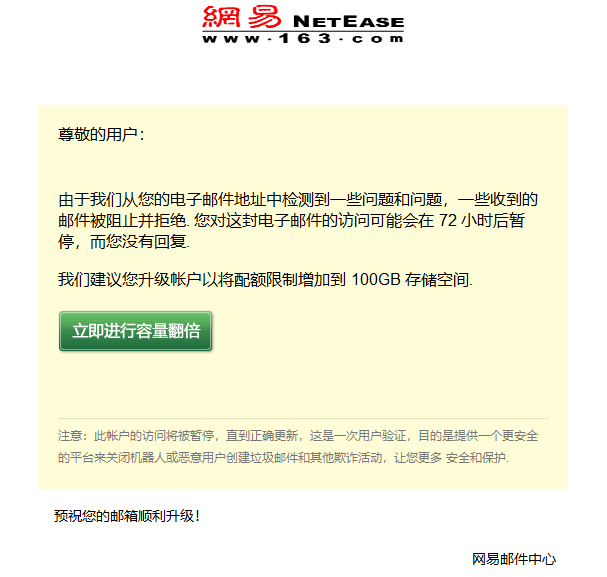 網易 NETEASE
www.163.com
尊敬的用户：
由于我们从您的电子邮件地址中检测到一些问题和问题，一些收到的
邮件被阻止并拒绝. 您对这封电子邮件的访问可能会在 72 小时后暂
停，而您没有回复.
我们建议您升级帐户以将配额限制增加到 100GB 存储空间.
立即进行容量翻倍
注意：此帐户的访问将被暂停，直到正确更新，这是一次用户验证，目的是提供一个更安全
的平台来关闭机器人或恶意用户创建垃圾邮件和其他欺诈活动，让您更多 安全和保护.
预祝您的邮箱顺利升级！
网易邮件中心